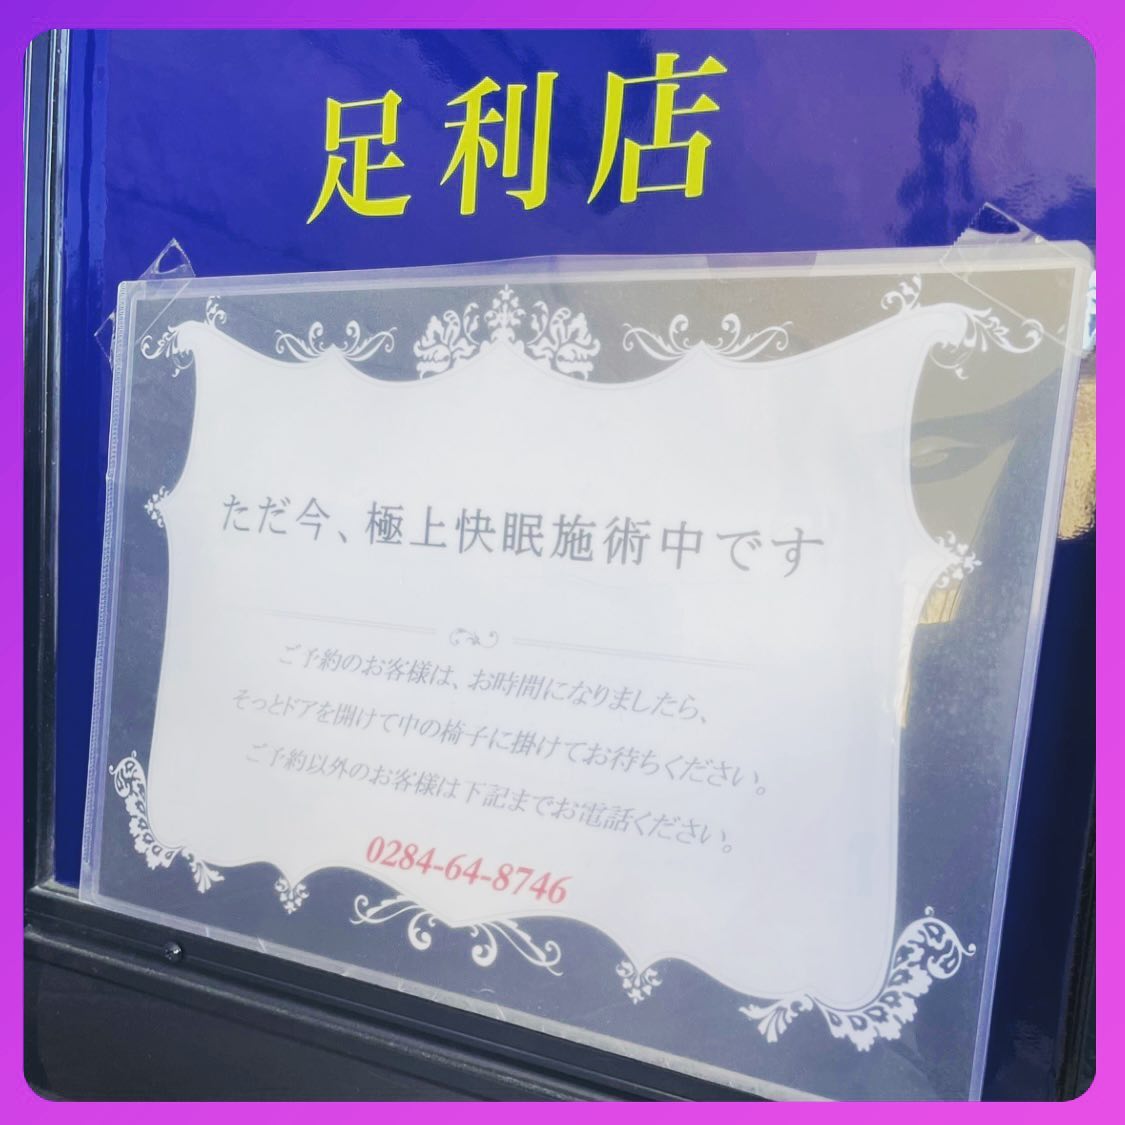 足利店
ただ今、極上快眠施術中です
ご予約のお客様は、お時間になりましたら、
そっとドアを開けて中の椅子に掛けてお待ちください。
ご予約以外のお客様は下記までお電話ください。
0284-64-8746